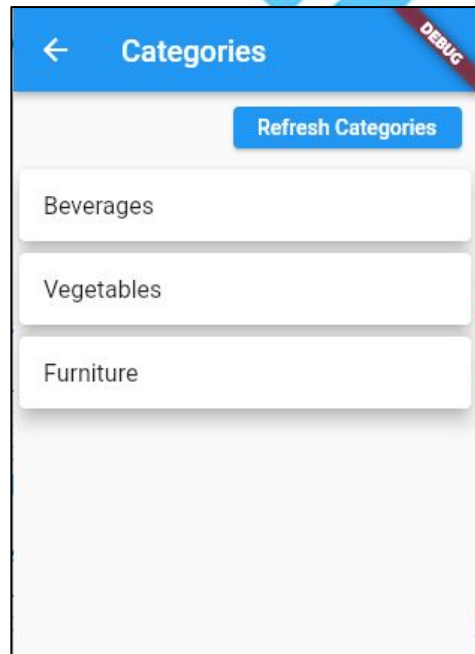 Categories
DEBUG
Refresh Categories
Beverages
Vegetables
Furniture